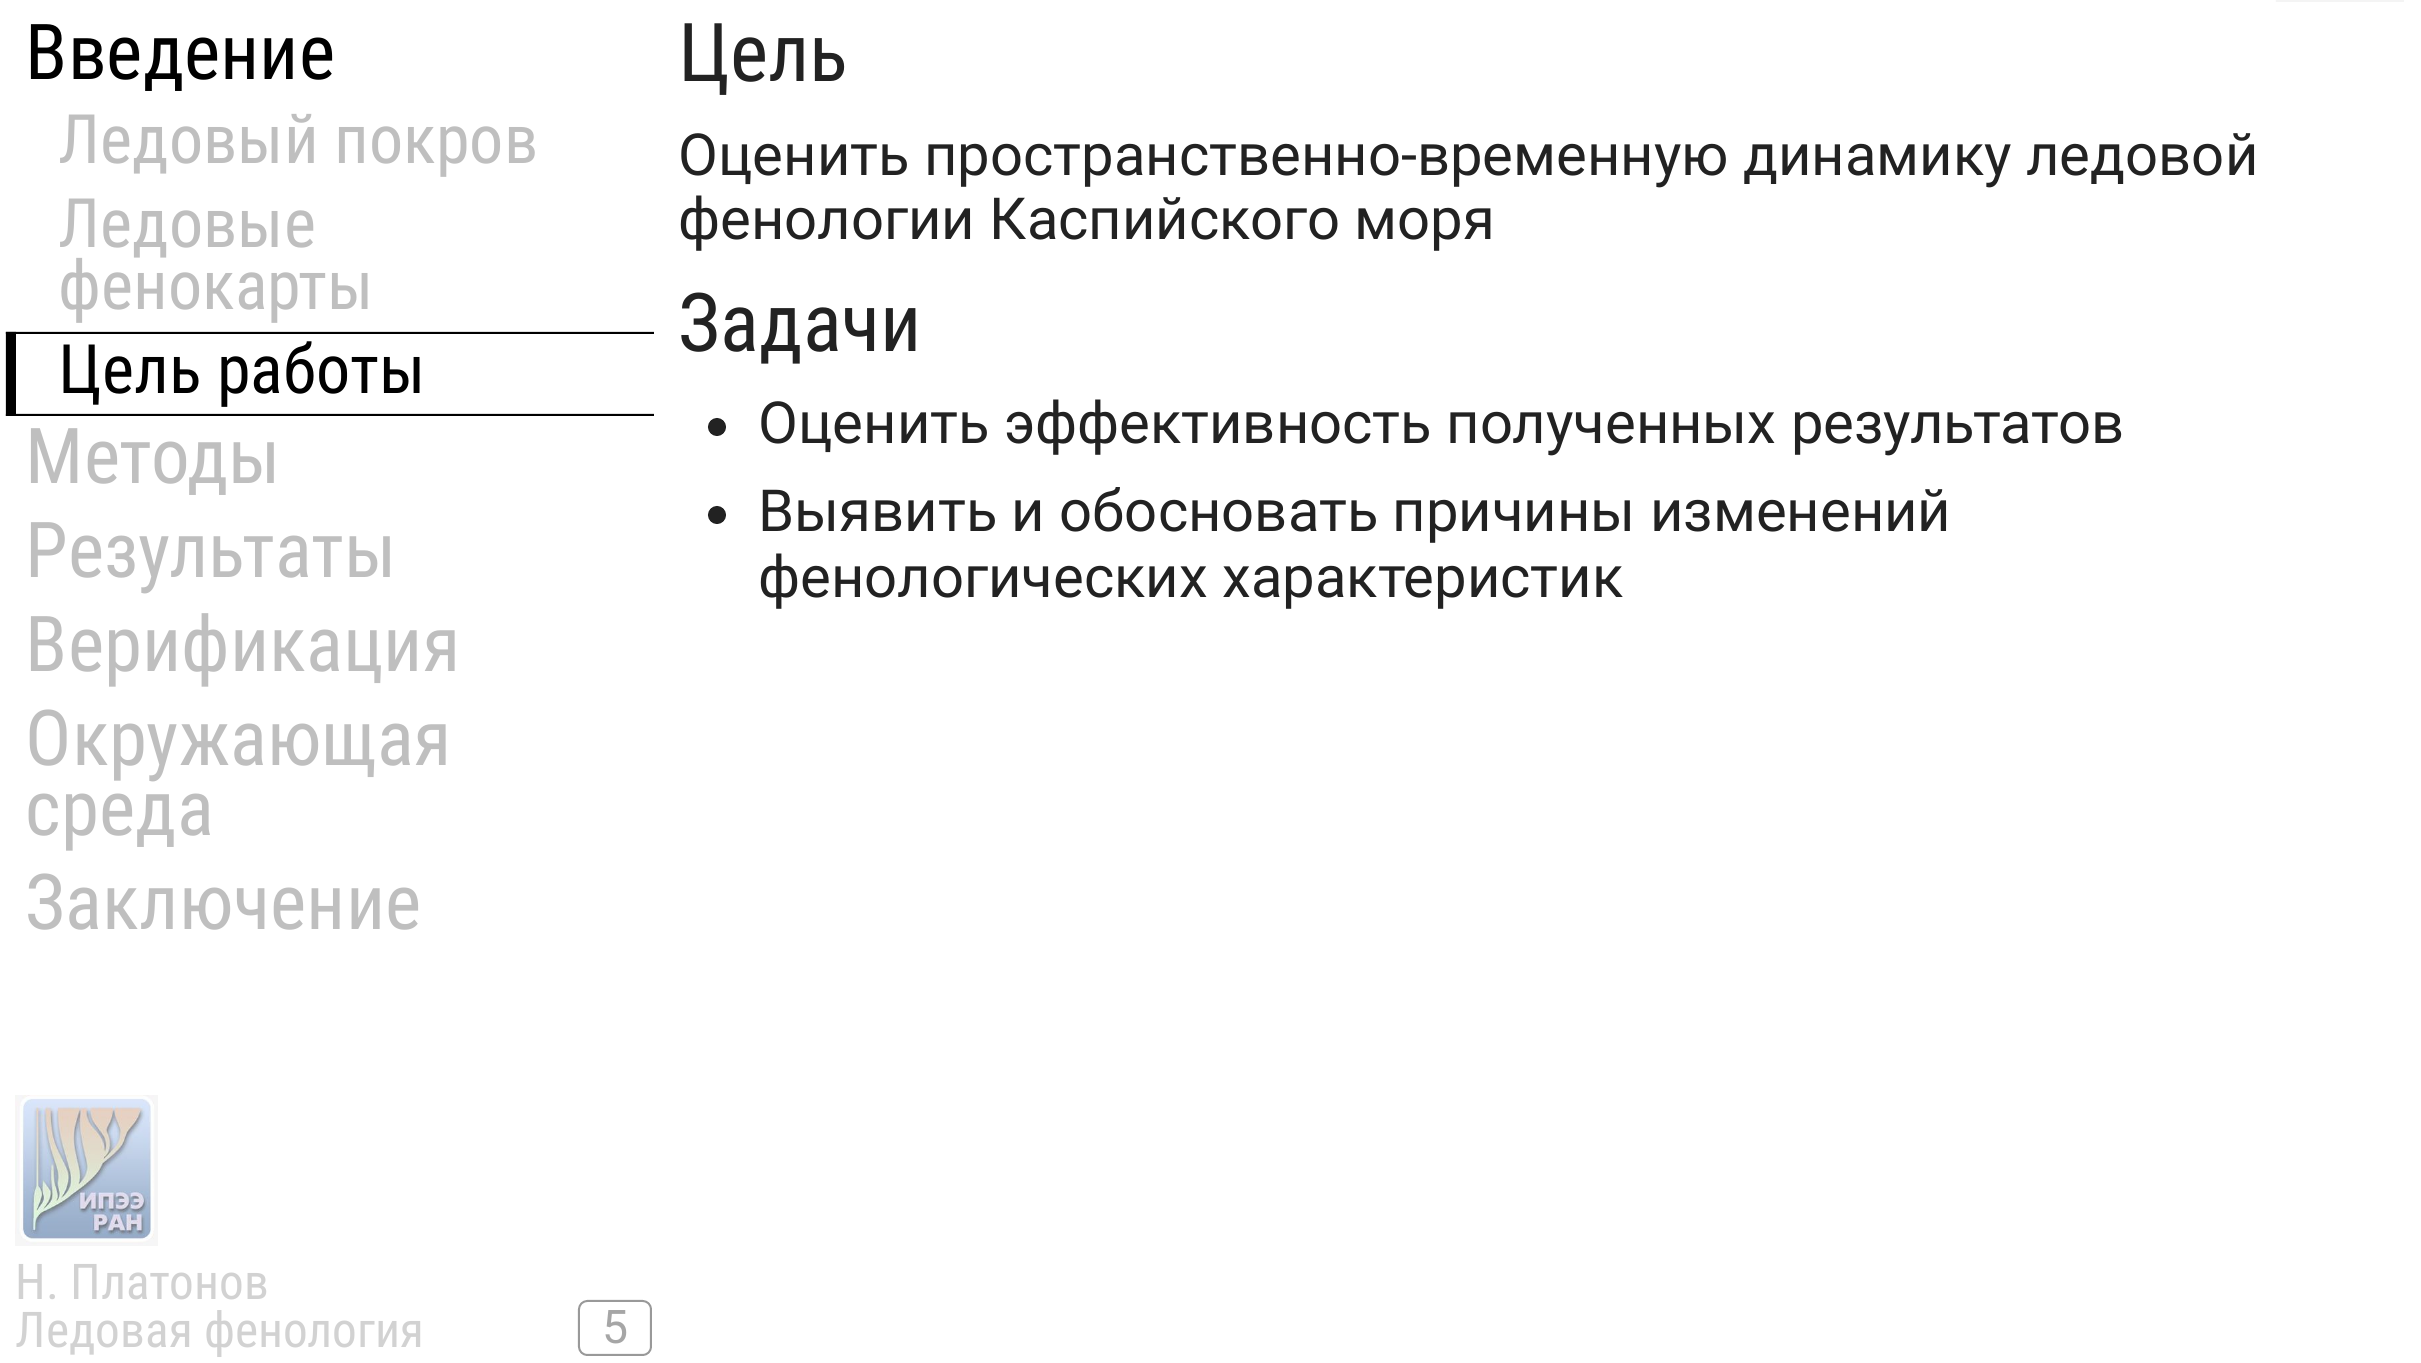 Введение
Ледовый покров
Ледовые
фенокарты
Цель работы
Методы
Результаты
Верификация
Окружающая
среда
Заключение
ИПЭЭ
РАН
Н. Платонов
Ледовая фенология
5
Цель
Оценить пространственно-временную динамику ледовой
фенологии Каспийского моря
Задачи
• Оценить эффективность полученных результатов
• Выявить и обосновать причины изменений
фенологических характеристик